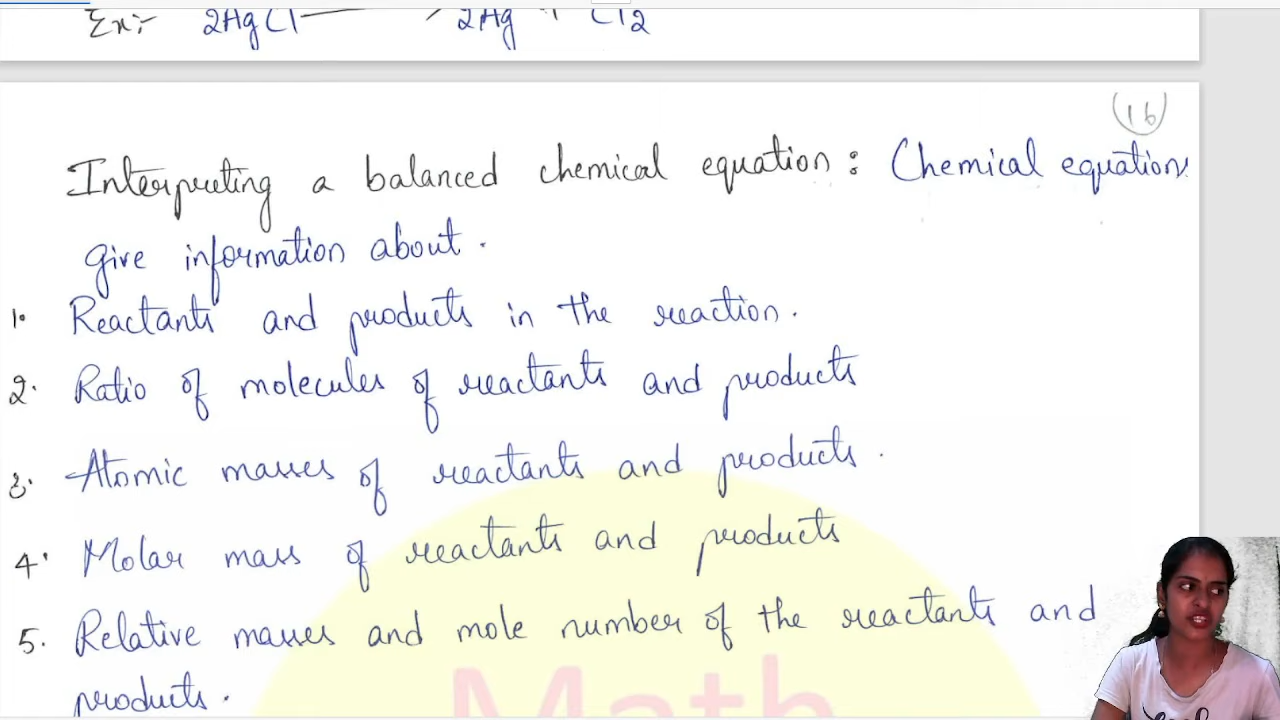 Ex:- 2AgCl → 2Ag + Cl2
(16)
Interpreting a balanced chemical equation : Chemical equations
give information about.
1. Reactants and products in the reaction.
2. Ratio of molecules of reactants and products
3. Atomic masses of reactants and products.
4. Molar mass of reactants and products
5. Relative masses and mole number of the reactants and
products.
Math